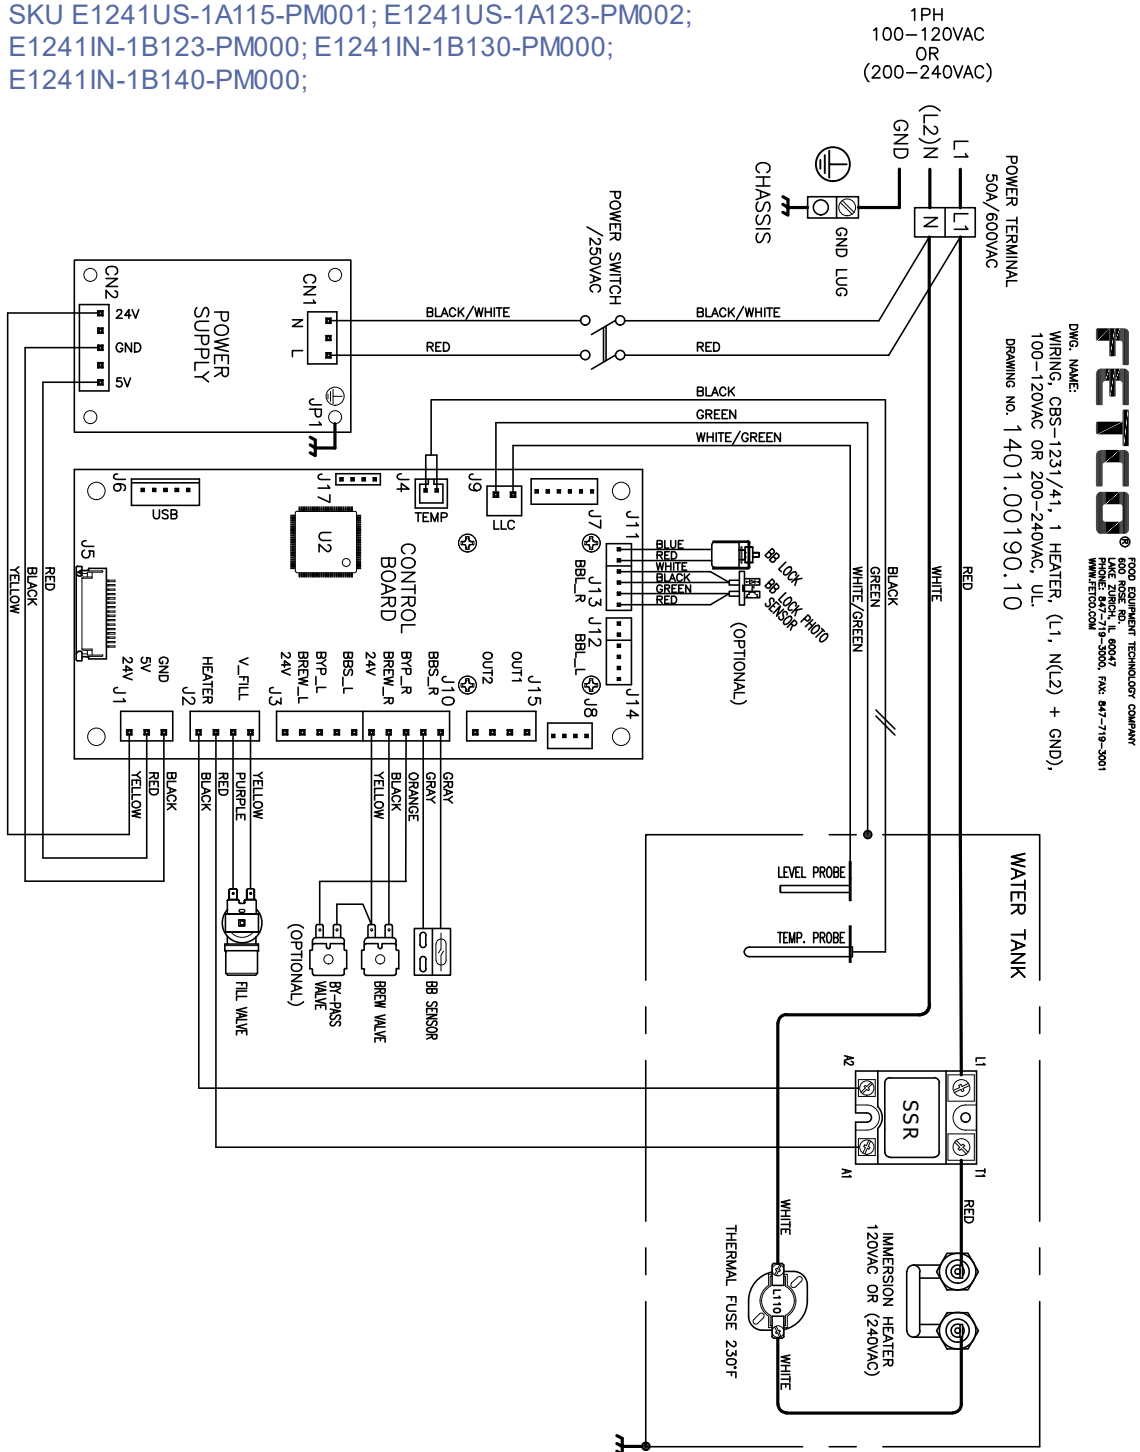 SKU E1241US-1A115-PM001; E1241US-1A123-PM002;
E1241IN-1B123-PM000; E1241IN-1B130-PM000;
E1241IN-1B140-PM000;
1PH
100-120VAC
OR
(200-240VAC)
FETCO®
FOOD EQUIPMENT TECHNOLOGY COMPANY
600 ROSE RD
LAKE ZURICH, IL 60047
PHONE: 847-719-3000, FAX: 847-719-3001
WWW.FETCO.COM
DWG. NAME:
WIRING, CBS-1231/41, 1 HEATER, (L1, N(L2) + GND),
100-120VAC OR 200-240VAC, UL.
DRAWING NO. 1401.00190.10
POWER TERMINAL
50A/600VAC
L1
(L2)N
GND
L1
N
GND LUG
CHASSIS
POWER SWITCH
/250VAC
BLACK/WHITE
RED
BLACK/WHITE
RED
CN1
N
L
CN2
24V
GND
5V
POWER
SUPPLY
JP1
BLACK
GREEN
WHITE/GREEN
J6
USB
J17
J4
TEMP
J9
LLC
J7
U2
CONTROL
BOARD
J5
J11
BBL_R
J13
J12
BBL_L
J14
J8
BLUE
RED
WHITE
BLACK
GREEN
RED
BB LOCK
BB LOCK PHOTO
SENSOR
(OPTIONAL)
WHITE/GREEN
GREEN
BLACK
WHITE
RED
J1
24V
5V
GND
J2
HEATER
V_FILL
J3
24V
BREW_L
BYP_L
BBS_L
24V
BREW_R
BYP_R
BBS_R
J10
OUT2
OUT1
J15
YELLOW
BLACK
RED
YELLOW
RED
BLACK
BLACK
RED
PURPLE
YELLOW
YELLOW
BLACK
ORANGE
GRAY
GRAY
FILL VALVE
BY-PASS
VALVE
(OPTIONAL)
BREW VALVE
BB SENSOR
WATER TANK
LEVEL PROBE
TEMP. PROBE
A2
L1
SSR
A1
T1
RED
WHITE
IMMERSION HEATER
120VAC OR (240VAC)
L110
THERMAL FUSE 230°F
WHITE